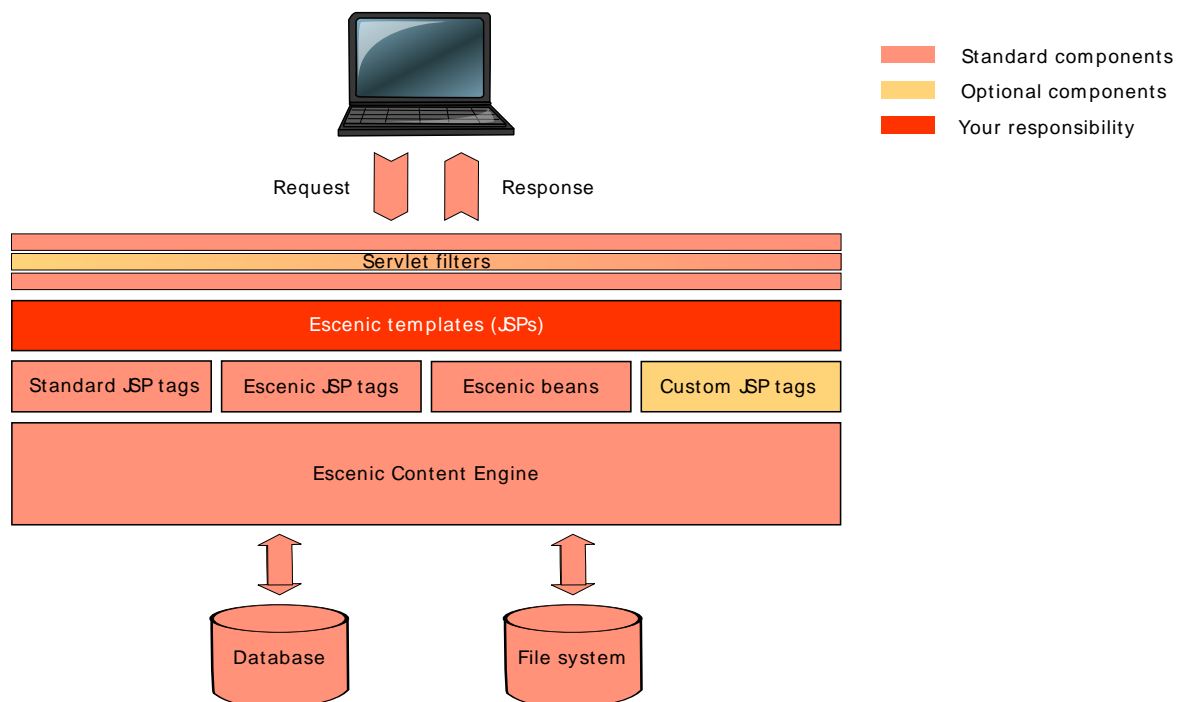 Standard components
Optional components
Your responsibility
Request
Response
Servlet filters
Escenic templates (JSPs)
Standard JSP tags
Escenic JSP tags
Escenic beans
Custom JSP tags
Escenic Content Engine
Database
File system